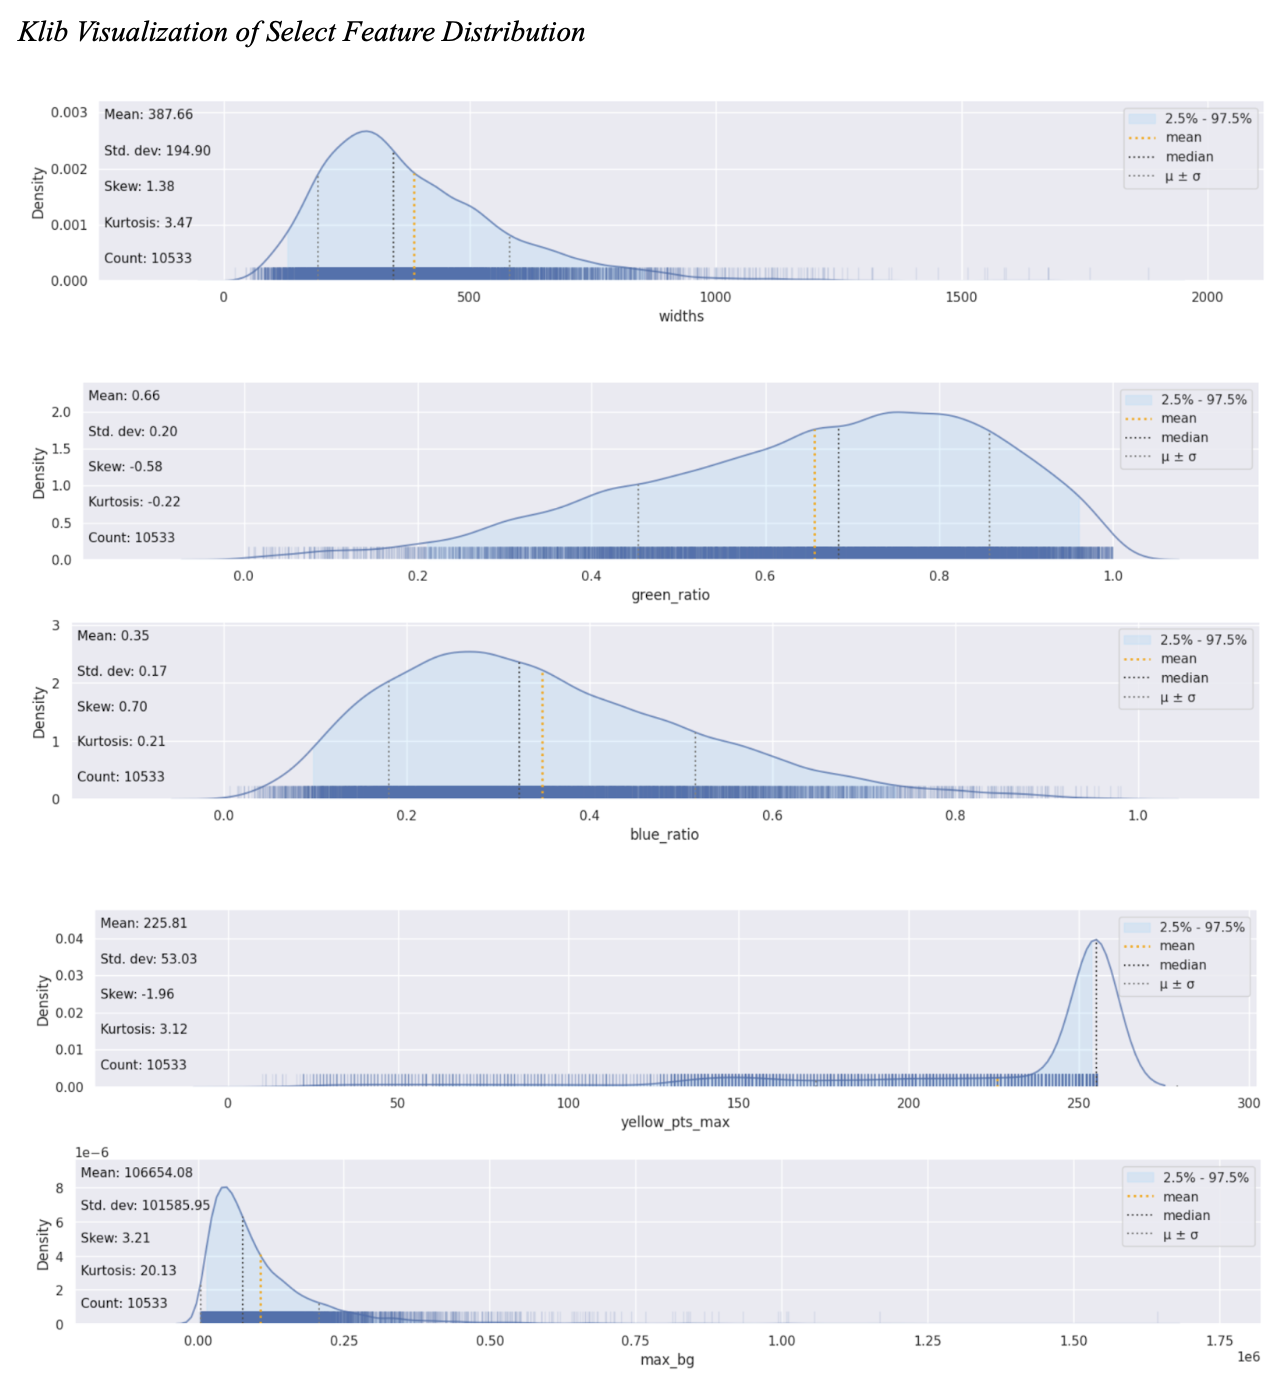 Klib Visualization of Select Feature Distribution
0.003
0.002
0.001
0.000
Density
Mean: 387.66
Std. dev: 194.90
Skew: 1.38
Kurtosis: 3.47
Count: 10533
2.5% - 97.5%
mean
median
μ ± σ
0 500 1000 1500 2000
widths
2.0
1.5
1.0
0.5
0.0
Density
Mean: 0.66
Std. dev: 0.20
Skew: -0.58
Kurtosis: -0.22
Count: 10533
2.5% - 97.5%
mean
median
μ ± σ
0.0 0.2 0.4 0.6 0.8 1.0
green_ratio
3
2
1
0
Density
Mean: 0.35
Std. dev: 0.17
Skew: 0.70
Kurtosis: 0.21
Count: 10533
2.5% - 97.5%
mean
median
μ ± σ
0.0 0.2 0.4 0.6 0.8 1.0
blue_ratio
0.04
0.03
0.02
0.01
0.00
Density
Mean: 225.81
Std. dev: 53.03
Skew: -1.96
Kurtosis: 3.12
Count: 10533
2.5% - 97.5%
mean
median
μ ± σ
0 50 100 150 200 250 300
yellow_pts_max
1e−6
8
6
4
2
0
Density
Mean: 106654.08
Std. dev: 101585.95
Skew: 3.21
Kurtosis: 20.13
Count: 10533
2.5% - 97.5%
mean
median
μ ± σ
0.00 0.25 0.50 0.75 1.00 1.25 1.50 1.75
1e6
max_bg